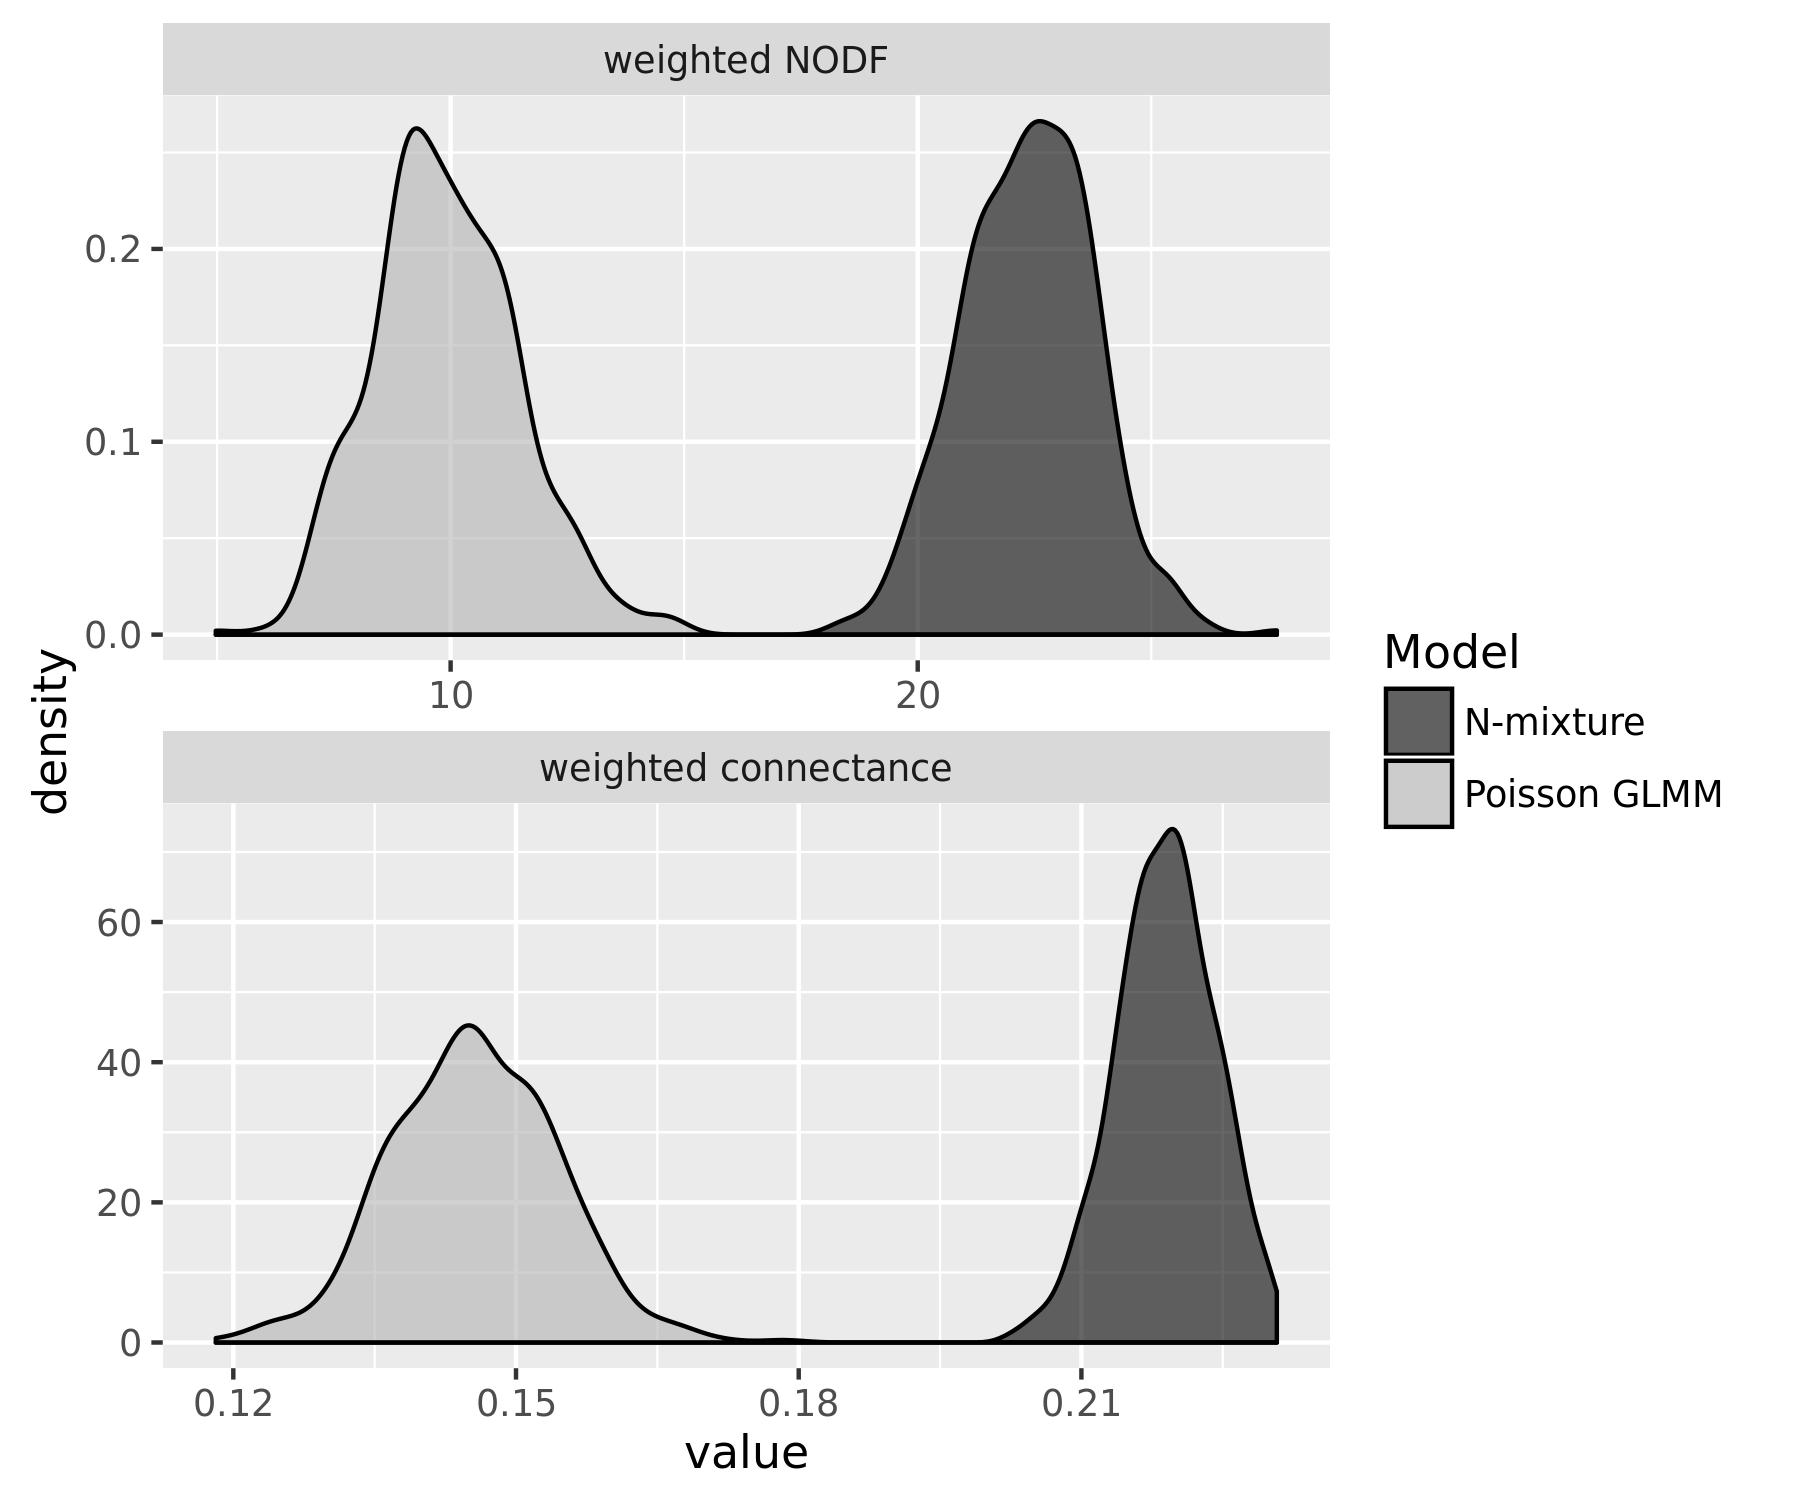 weighted NODF
0.2
0.1
0.0
10 20
weighted connectance
60
40
20
0
0.12 0.15 0.18 0.21
value
density
Model
N-mixture
Poisson GLMM